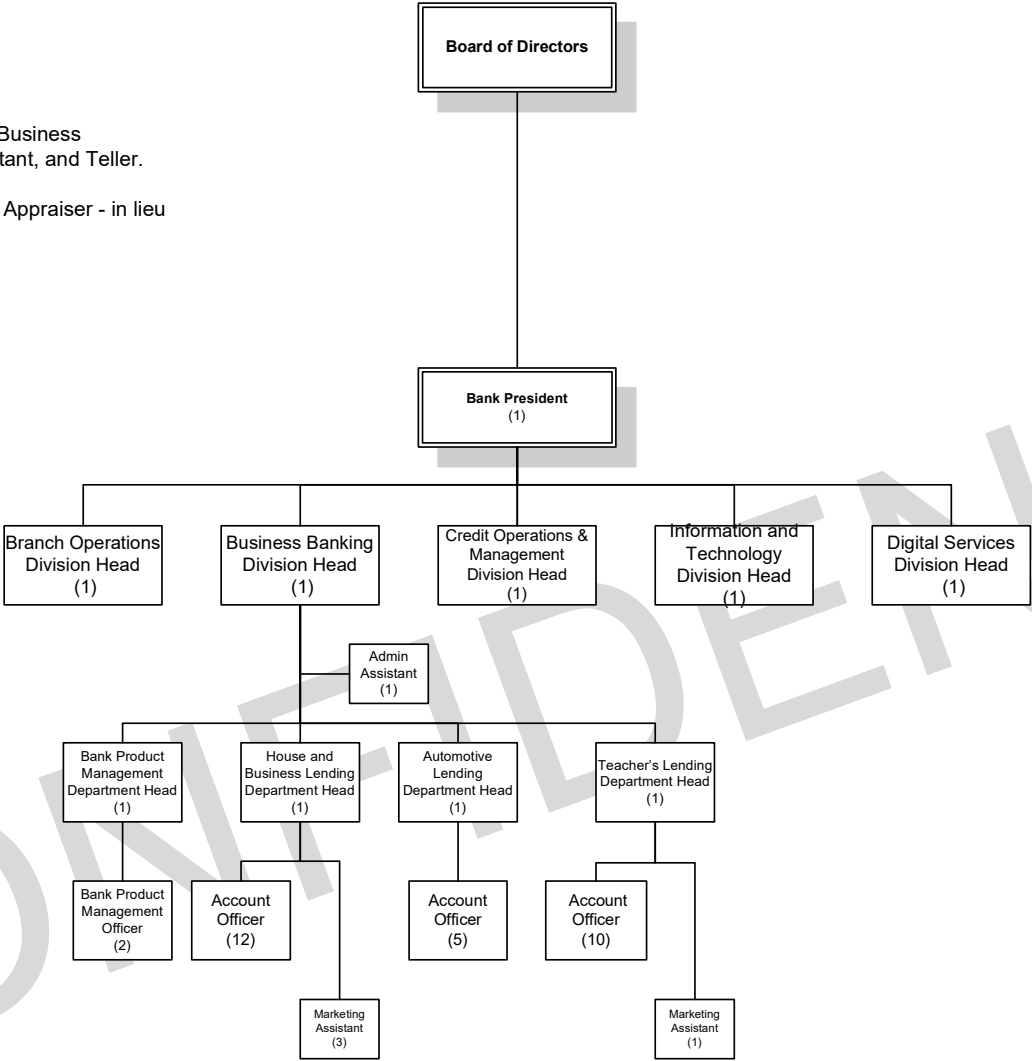 Board of Directors
Business
tant, and Teller.
Appraiser - in lieu
Bank President
(1)
Branch Operations
Division Head
(1)
Business Banking
Division Head
(1)
Credit Operations &
Management
Division Head
(1)
Information and
Technology
Division Head
(1)
Digital Services
Division Head
(1)
Admin
Assistant
(1)
Bank Product
Management
Department Head
(1)
House and
Business Lending
Department Head
(1)
Automotive
Lending
Department Head
(1)
Teacher's Lending
Department Head
(1)
Bank Product
Management
Officer
(2)
Account
Officer
(12)
Account
Officer
(5)
Account
Officer
(10)
Marketing
Assistant
(3)
Marketing
Assistant
(1)
ONFIDEN